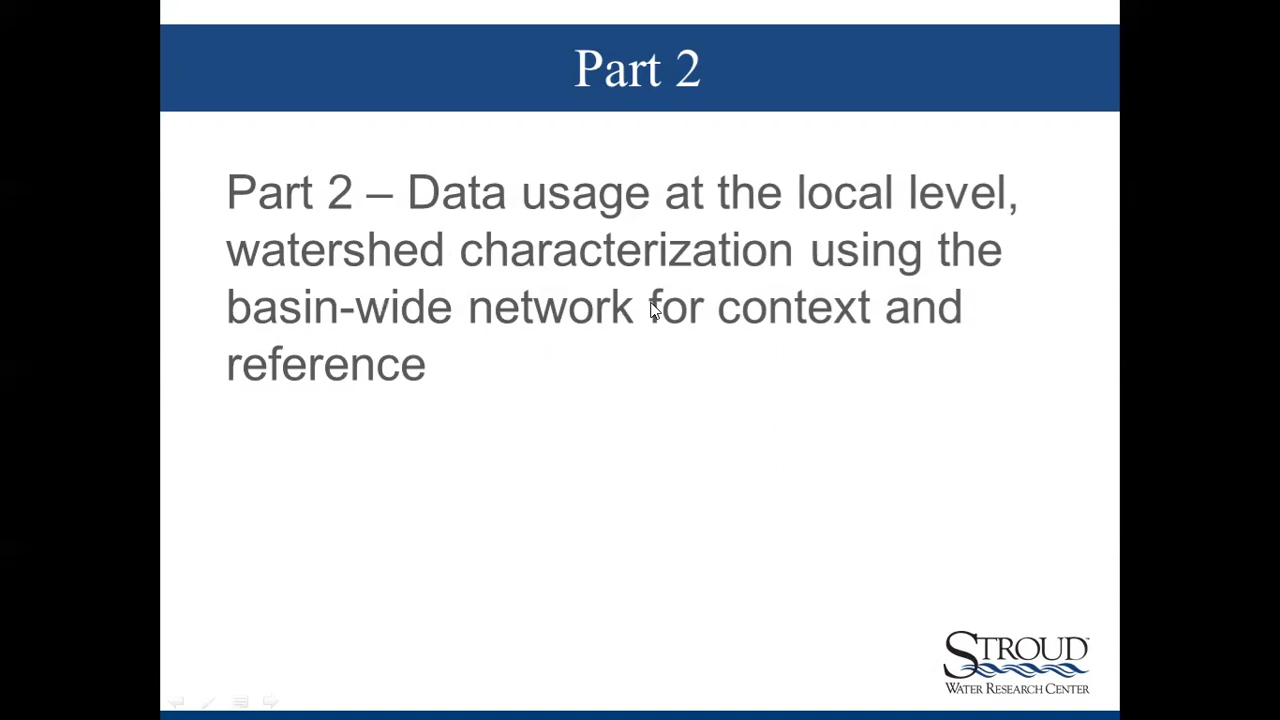 Part 2
Part 2 – Data usage at the local level,
watershed characterization using the
basin-wide network for context and
reference
STROUD™
WATER RESEARCH CENTER